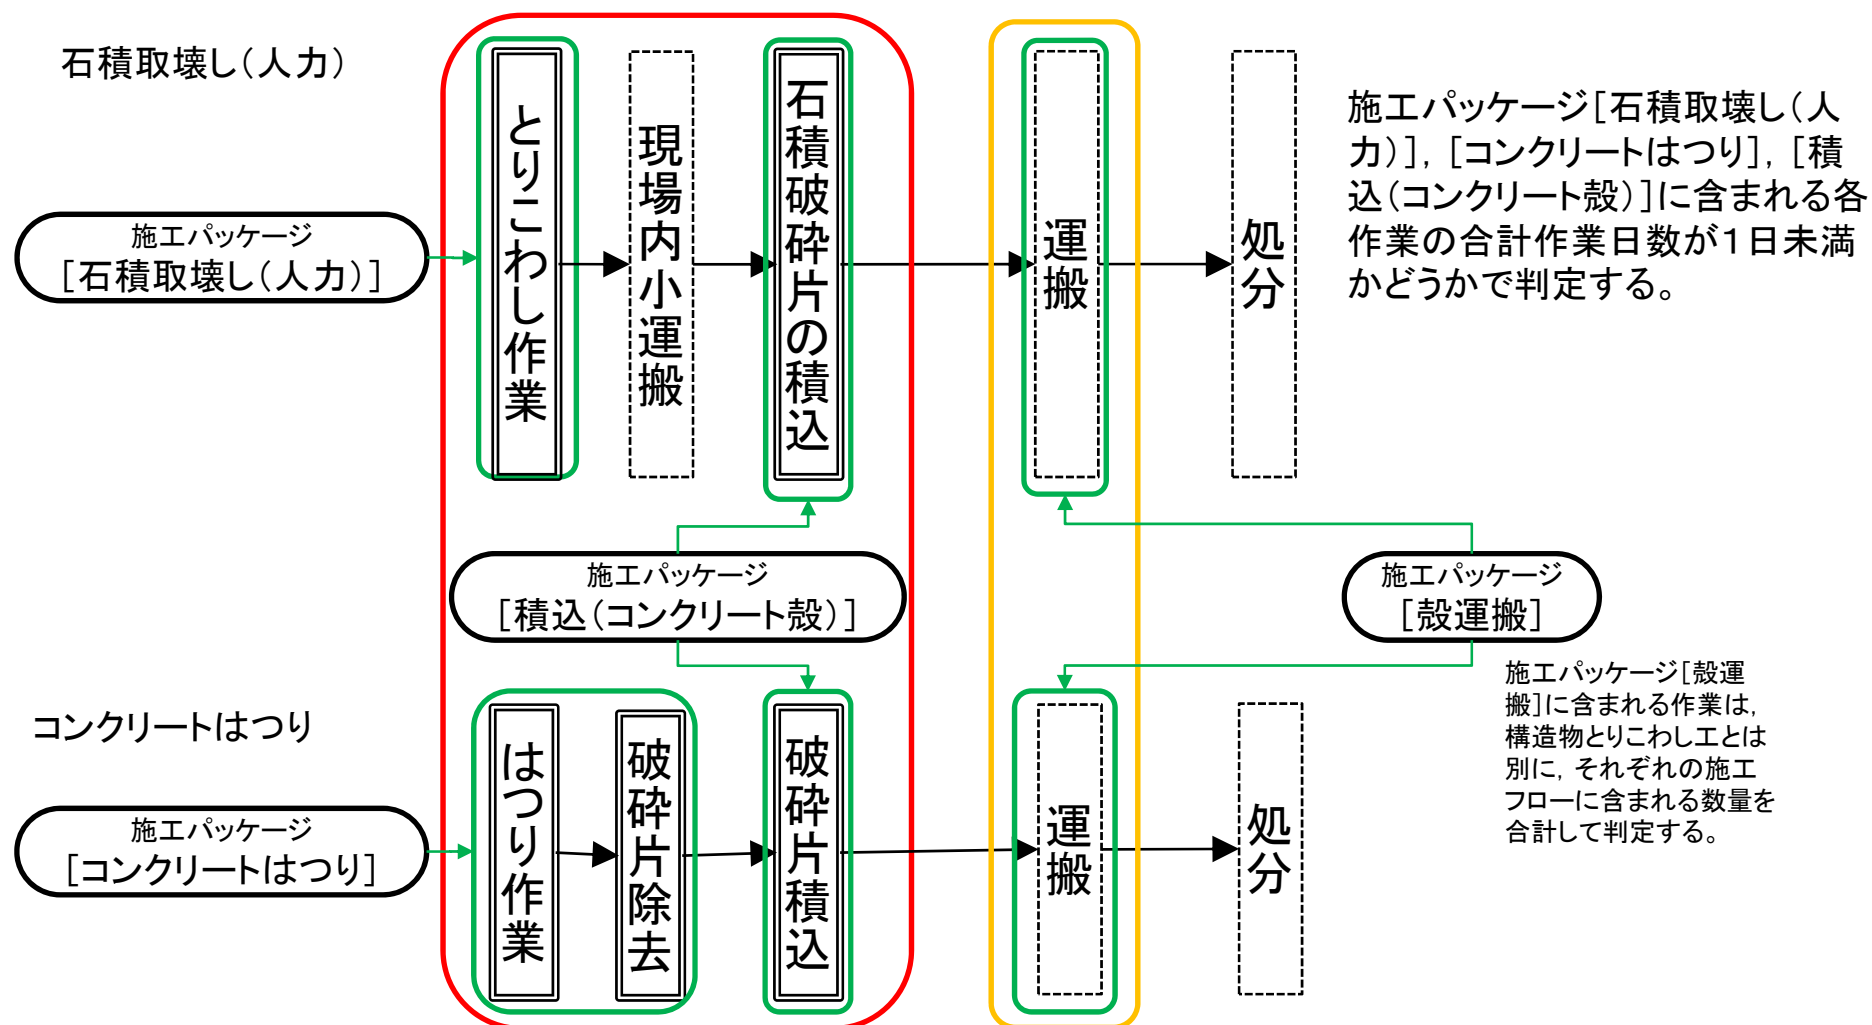 石積取壊し（人力）
施工パッケージ
［石積取壊し（人力）］
とりこわし作業
現場内小運搬
石積破砕片の積込
運搬
処分
施工パッケージ［石積取壊し（人
力）］，［コンクリートはつり］，［積
込（コンクリート殻）］に含まれる各
作業の合計作業日数が１日未満
かどうかで判定する。
施工パッケージ
［積込（コンクリート殻）］
施工パッケージ
［殻運搬］
施工パッケージ［殻運
搬］に含まれる作業は，
構造物とりこわし工とは
別に，それぞれの施工
フローに含まれる数量を
合計して判定する。
コンクリートはつり
施工パッケージ
［コンクリートはつり］
はつり作業
破砕片除去
破砕片積込
運搬
処分